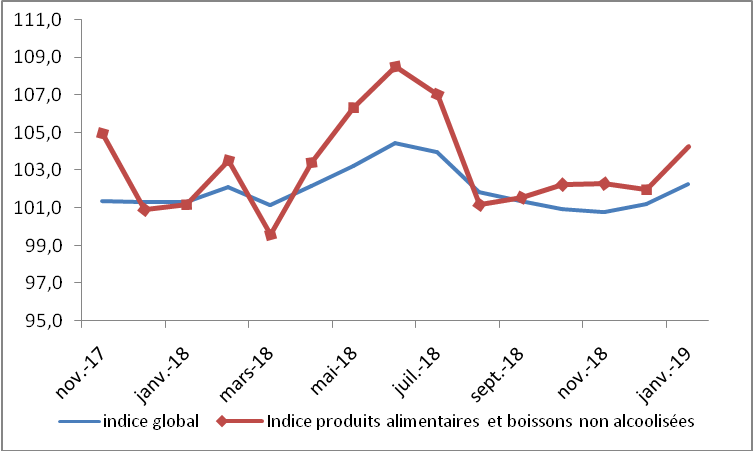 111,0
109,0
107,0
105,0
103,0
101,0
99,0
97,0
95,0
nov.-17
janv.-18
mars-18
mai-18
juil.-18
sept.-18
nov.-18
janv.-19
indice global
Indice produits alimentaires et boissons non alcoolisées